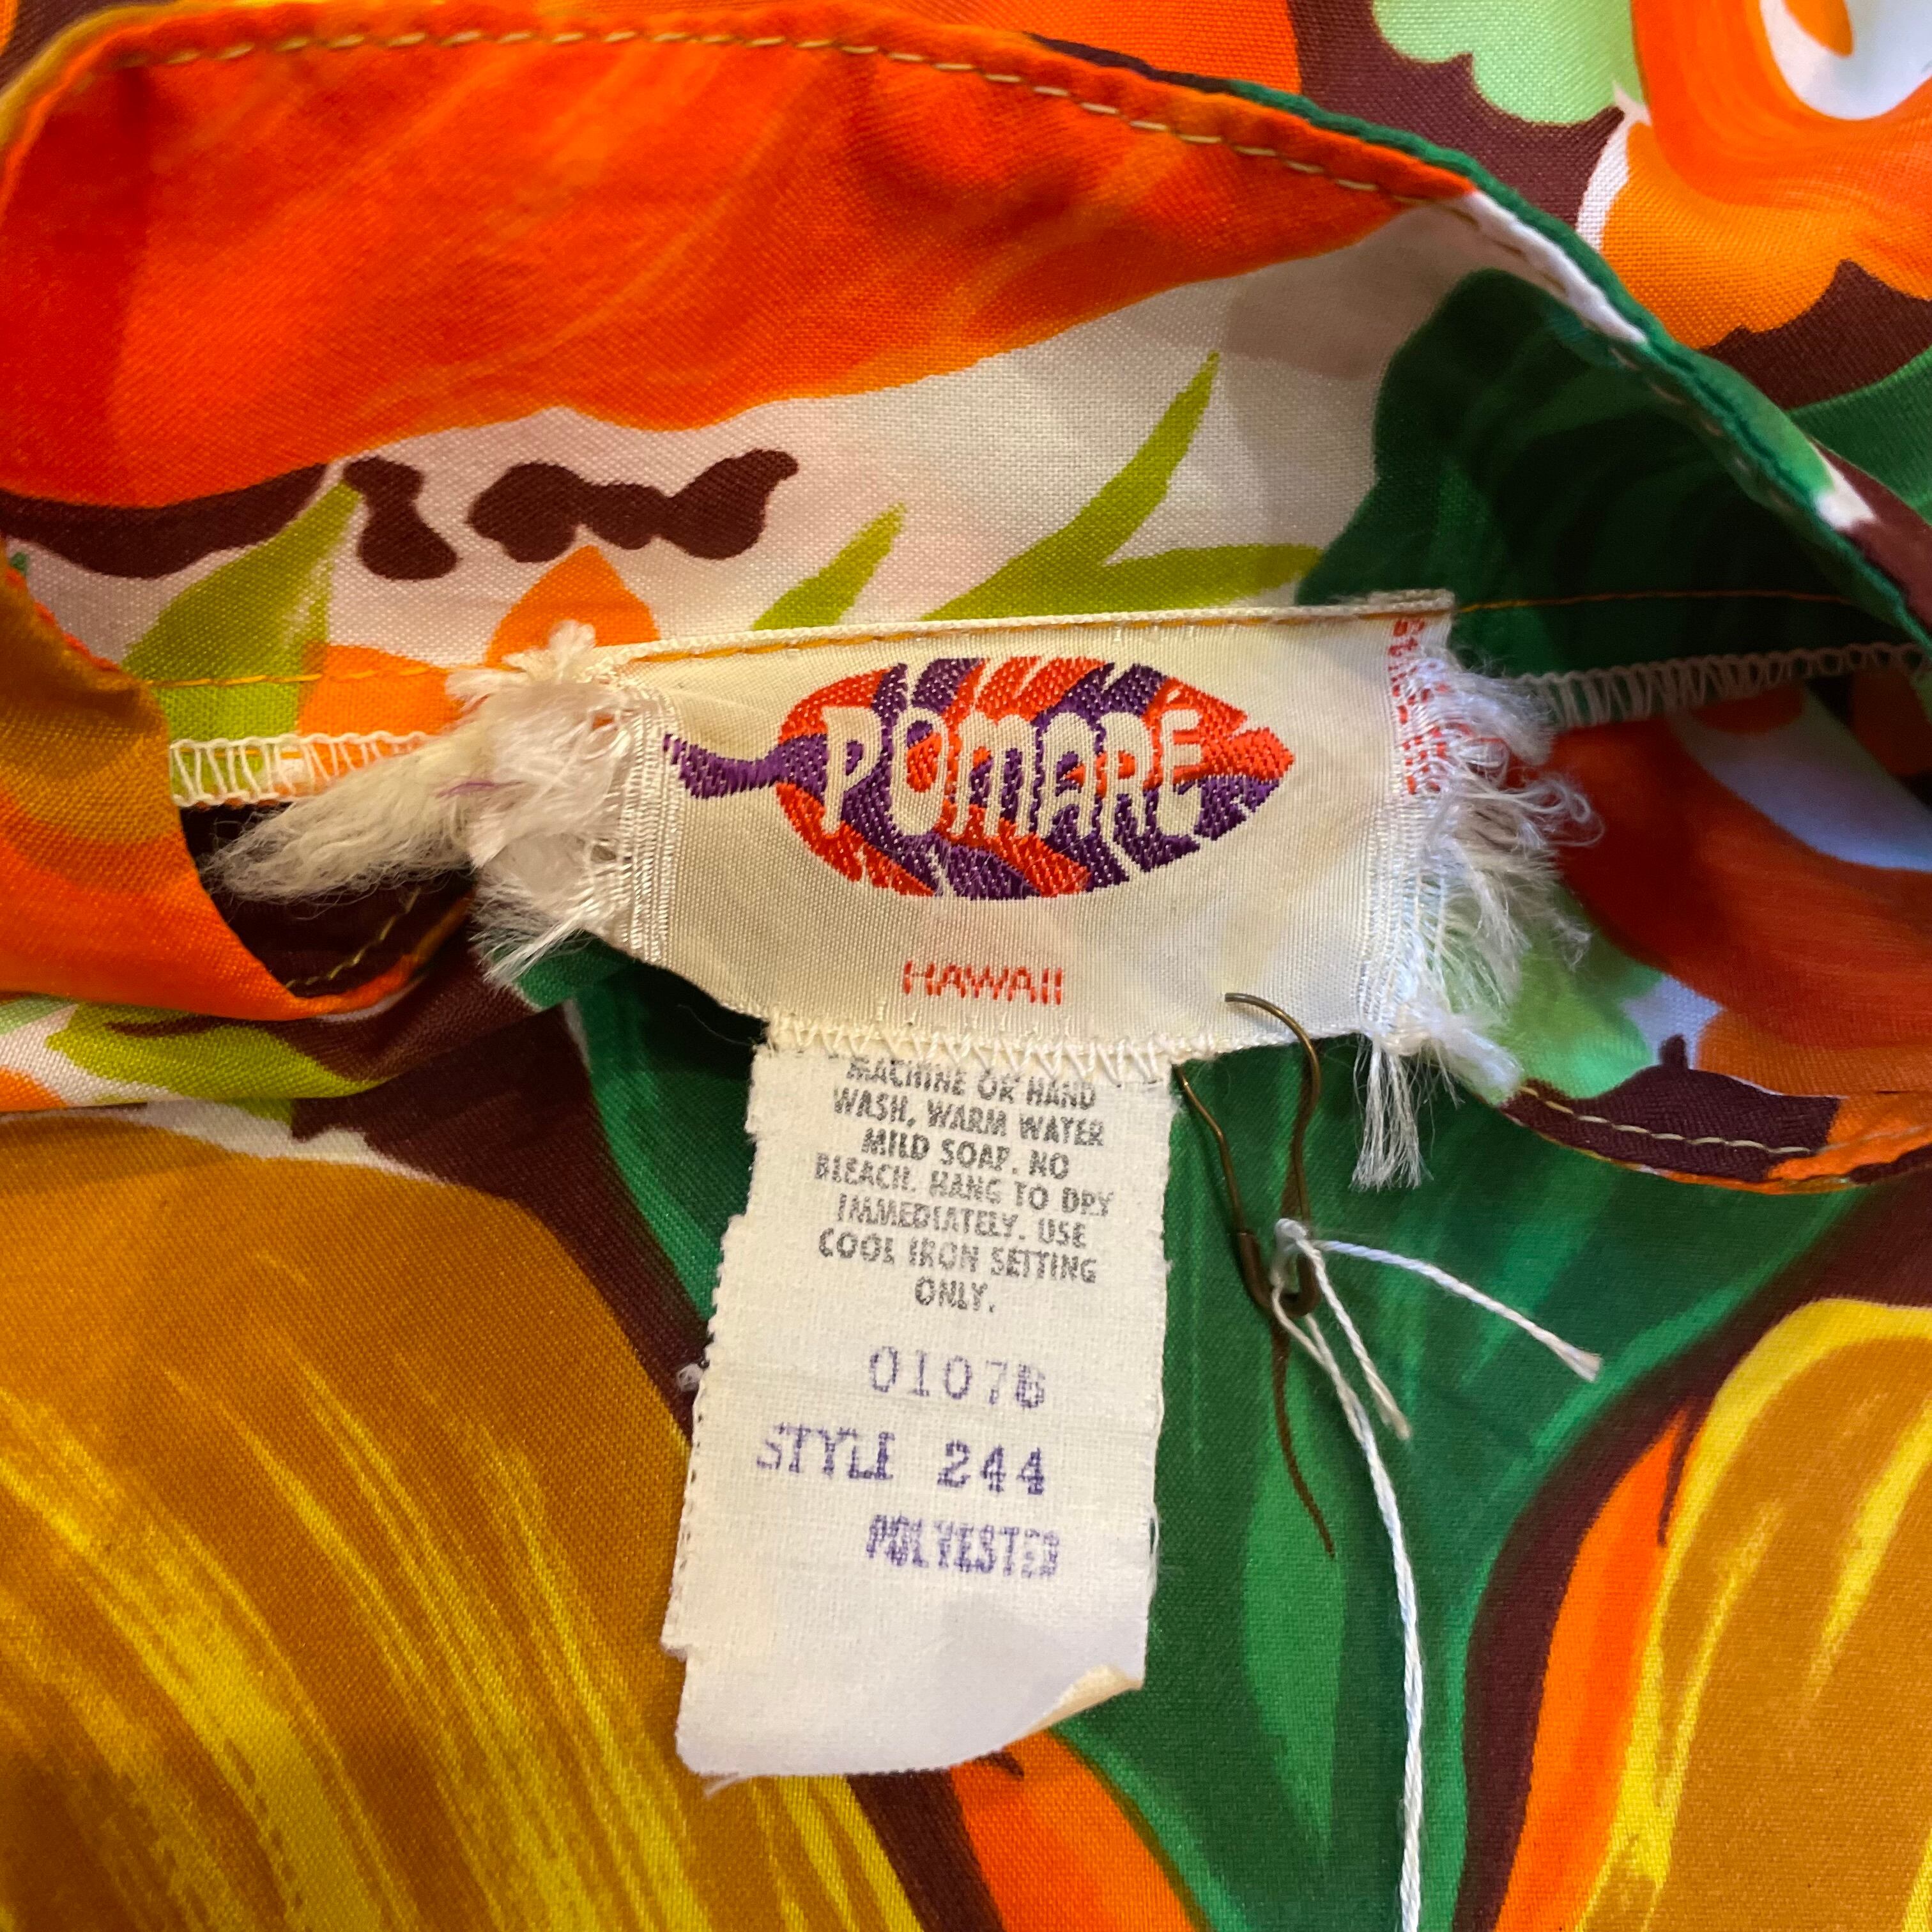 POMARE
HAWAII
MACHINE OR HAND
WASH, WARM WATER
MILD SOAP. NO
BLEACH. HANG TO DRY
IMMEDIATELY. USE
COOL IRON SETTING
ONLY.
0107B
STYLE 244
POLYESTER